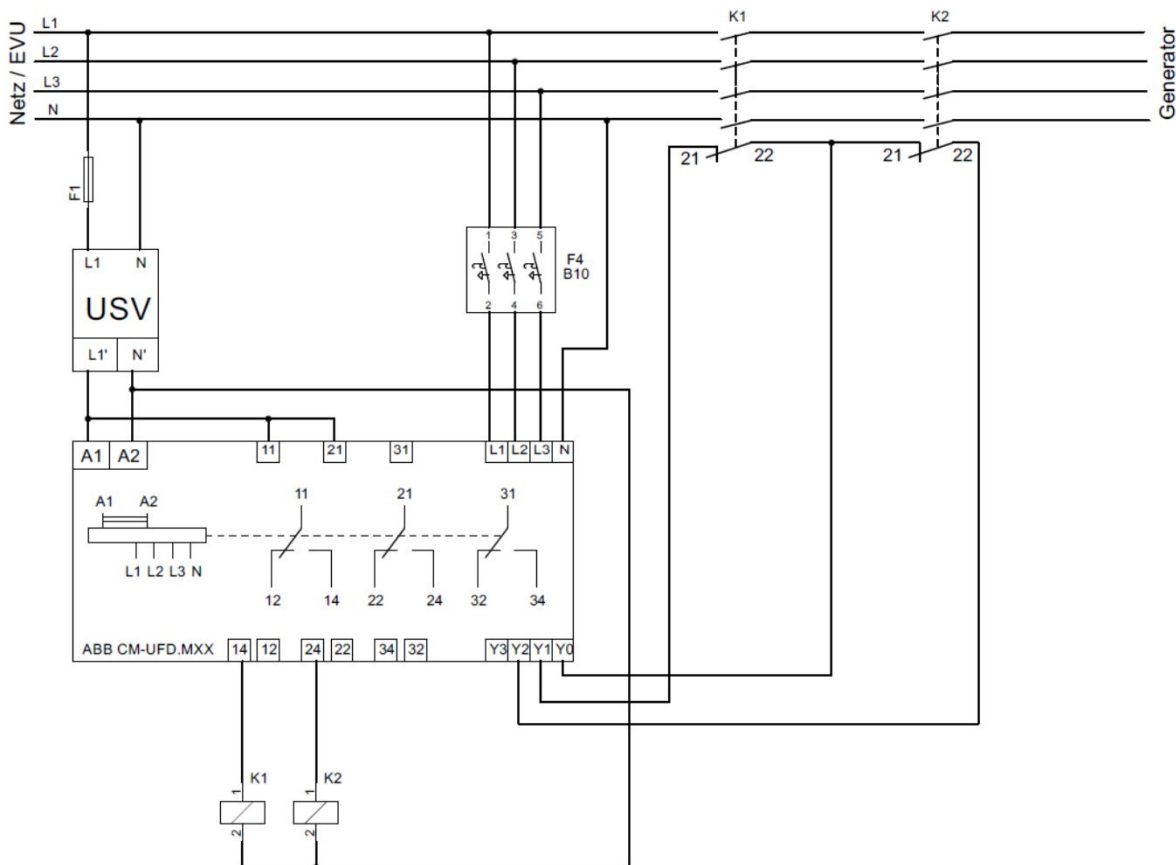 L1
K1
K2
L2
L3
N
Netz / EVU
Generator
21
22
21
22
F1
L1 N
USV
L1' N'
1 3 5
F4
B10
2 4 6
A1 A2 11 21 31 L1 L2 L3 N
A1 A2 11 21 31
L1 L2 L3 N
12 14 22 24 32 34
ABB CM-UFD.MXX
14 12 24 22 34 32 Y3 Y2 Y1 Y0
K1
K2
1
1
2
2